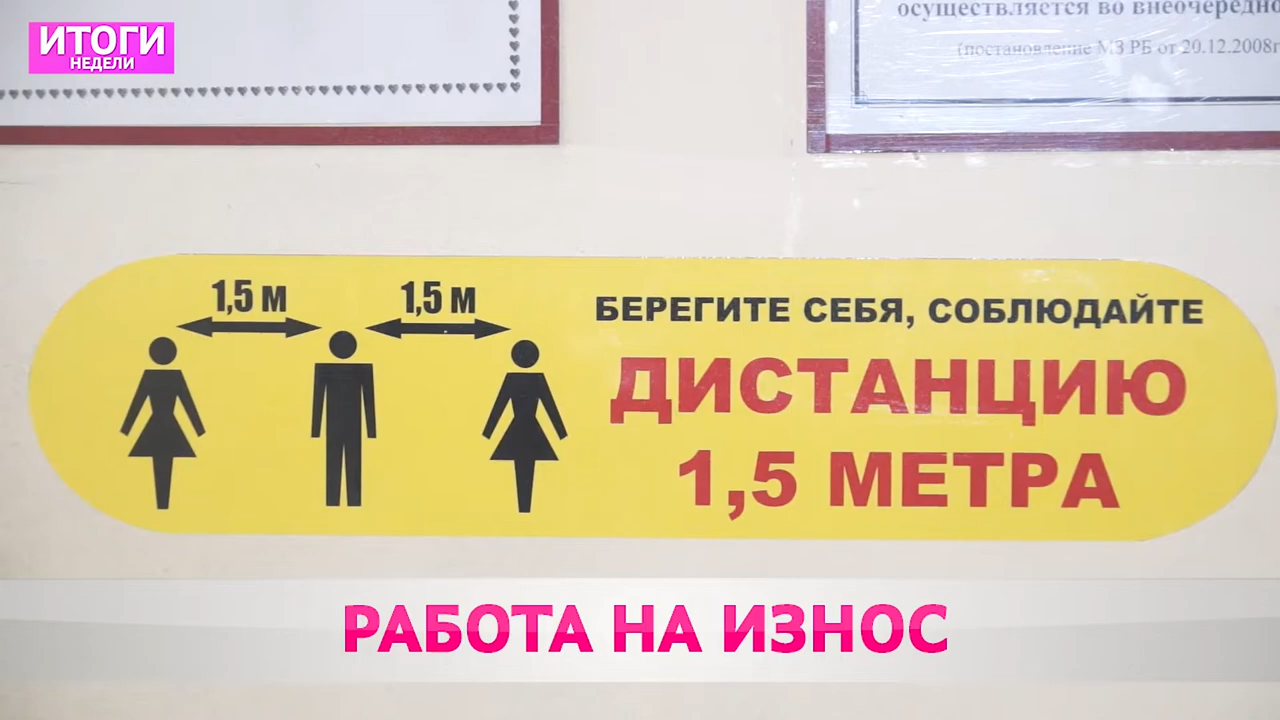 ИТОГИ
НЕДЕЛИ
осуществляется во внеочередно
(постановление МЗ РБ от 20.12.2008г
1,5 м
1,5 м
БЕРЕГИТЕ СЕБЯ, СОБЛЮДАЙТЕ
ДИСТАНЦИЮ
1,5 МЕТРА
РАБОТА НА ИЗНОС